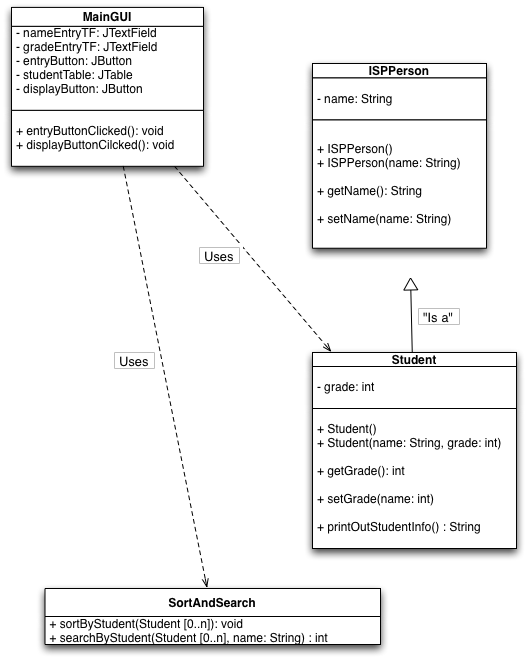 MainGUI
- nameEntryTF: JTextField
- gradeEntryTF: JTextField
- entryButton: JButton
- studentTable: JTable
- displayButton: JButton
+ entryButtonClicked(): void
+ displayButtonCilcked(): void
ISPPerson
- name: String
+ ISPPerson()
+ ISPPerson(name: String)
+ getName(): String
+ setName(name: String)
Uses
"Is a"
Uses
Student
- grade: int
+ Student()
+ Student(name: String, grade: int)
+ getGrade(): int
+ setGrade(name: int)
+ printOutStudentInfo() : String
SortAndSearch
+ sortByStudent(Student [0..n]): void
+ searchByStudent(Student [0..n], name: String) : int